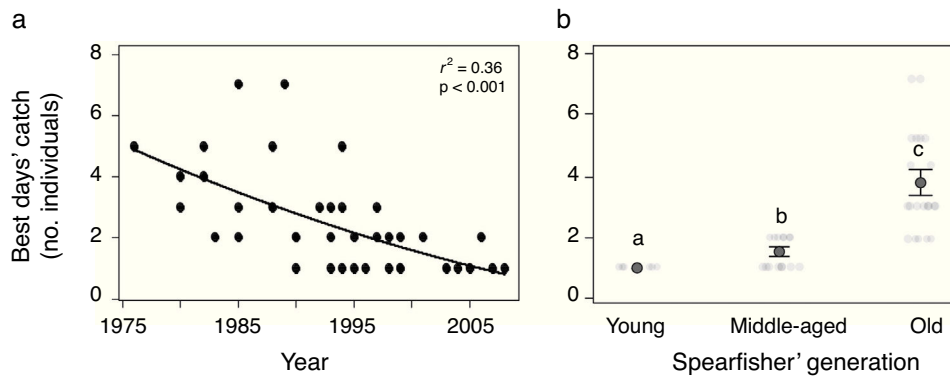 a
Best days' catch
(no. individuals)
8
6
4
2
0
r² = 0.36
p < 0.001
1975 1985 1995 2005
Year
b
8
6
4
2
0
a
b
c
Young Middle-aged Old
Spearfisher' generation